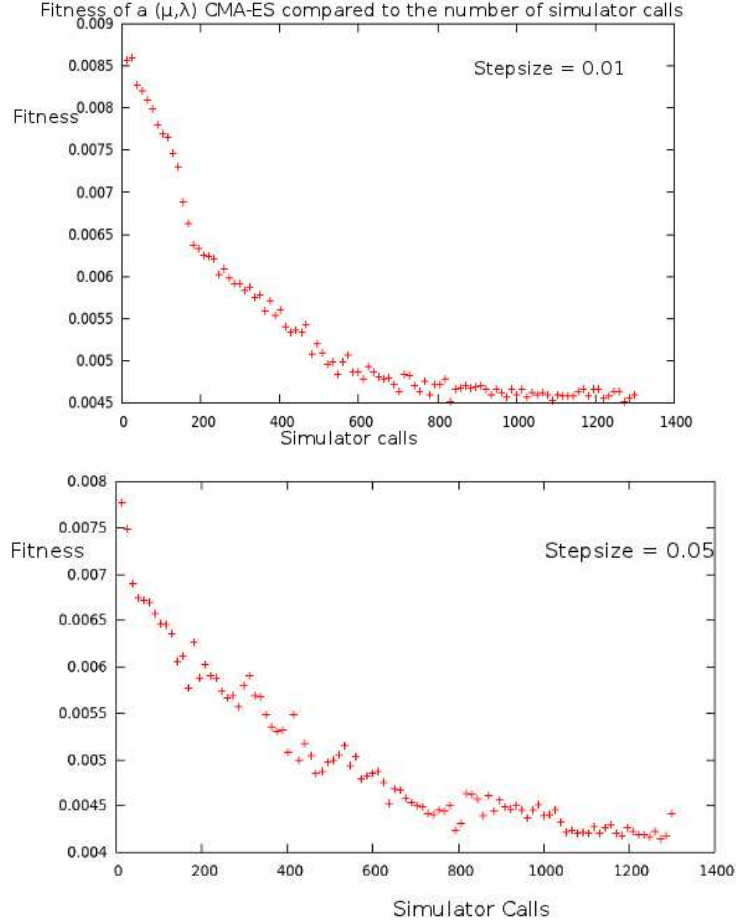 Fitness of a (μ,λ) CMA-ES compared to the number of simulator calls
0.009
0.0085
Stepsize = 0.01
0.008
Fitness
0.0075
0.007
0.0065
0.006
0.0055
0.005
0.0045
0 200 400 600 800 1000 1200 1400
Simulator calls
0.008
0.0075
Fitness
Stepsize = 0.05
0.007
0.0065
0.006
0.0055
0.005
0.0045
0.004
0 200 400 600 800 1000 1200 1400
Simulator Calls